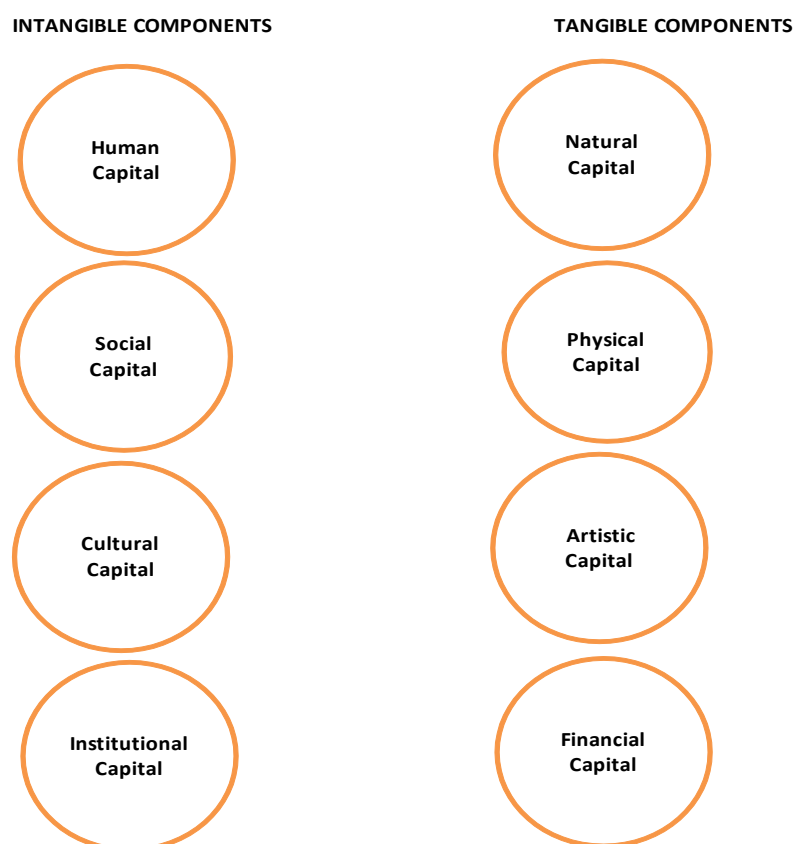 INTANGIBLE COMPONENTS
Human
Capital
Social
Capital
Cultural
Capital
Institutional
Capital
TANGIBLE COMPONENTS
Natural
Capital
Physical
Capital
Artistic
Capital
Financial
Capital